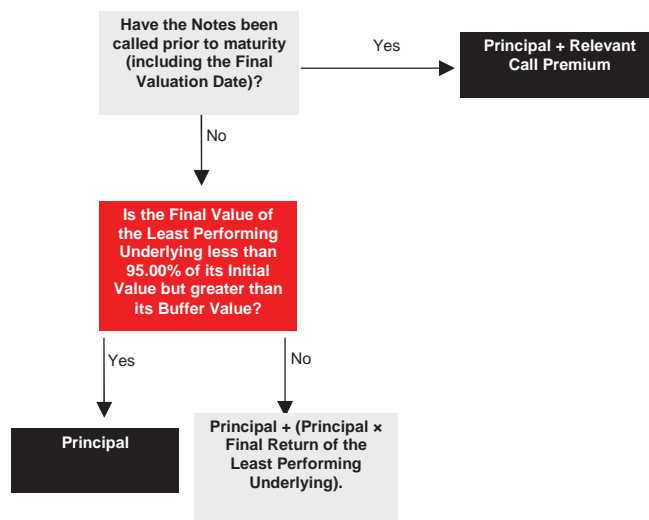 Have the Notes been
called prior to maturity
(including the Final
Valuation Date)?
Yes
Principal + Relevant
Call Premium
No
Is the Final Value of
the Least Performing
Underlying less than
95.00% of its Initial
Value but greater than
its Buffer Value?
Yes
No
Principal
Principal + (Principal ×
Final Return of the
Least Performing
Underlying).